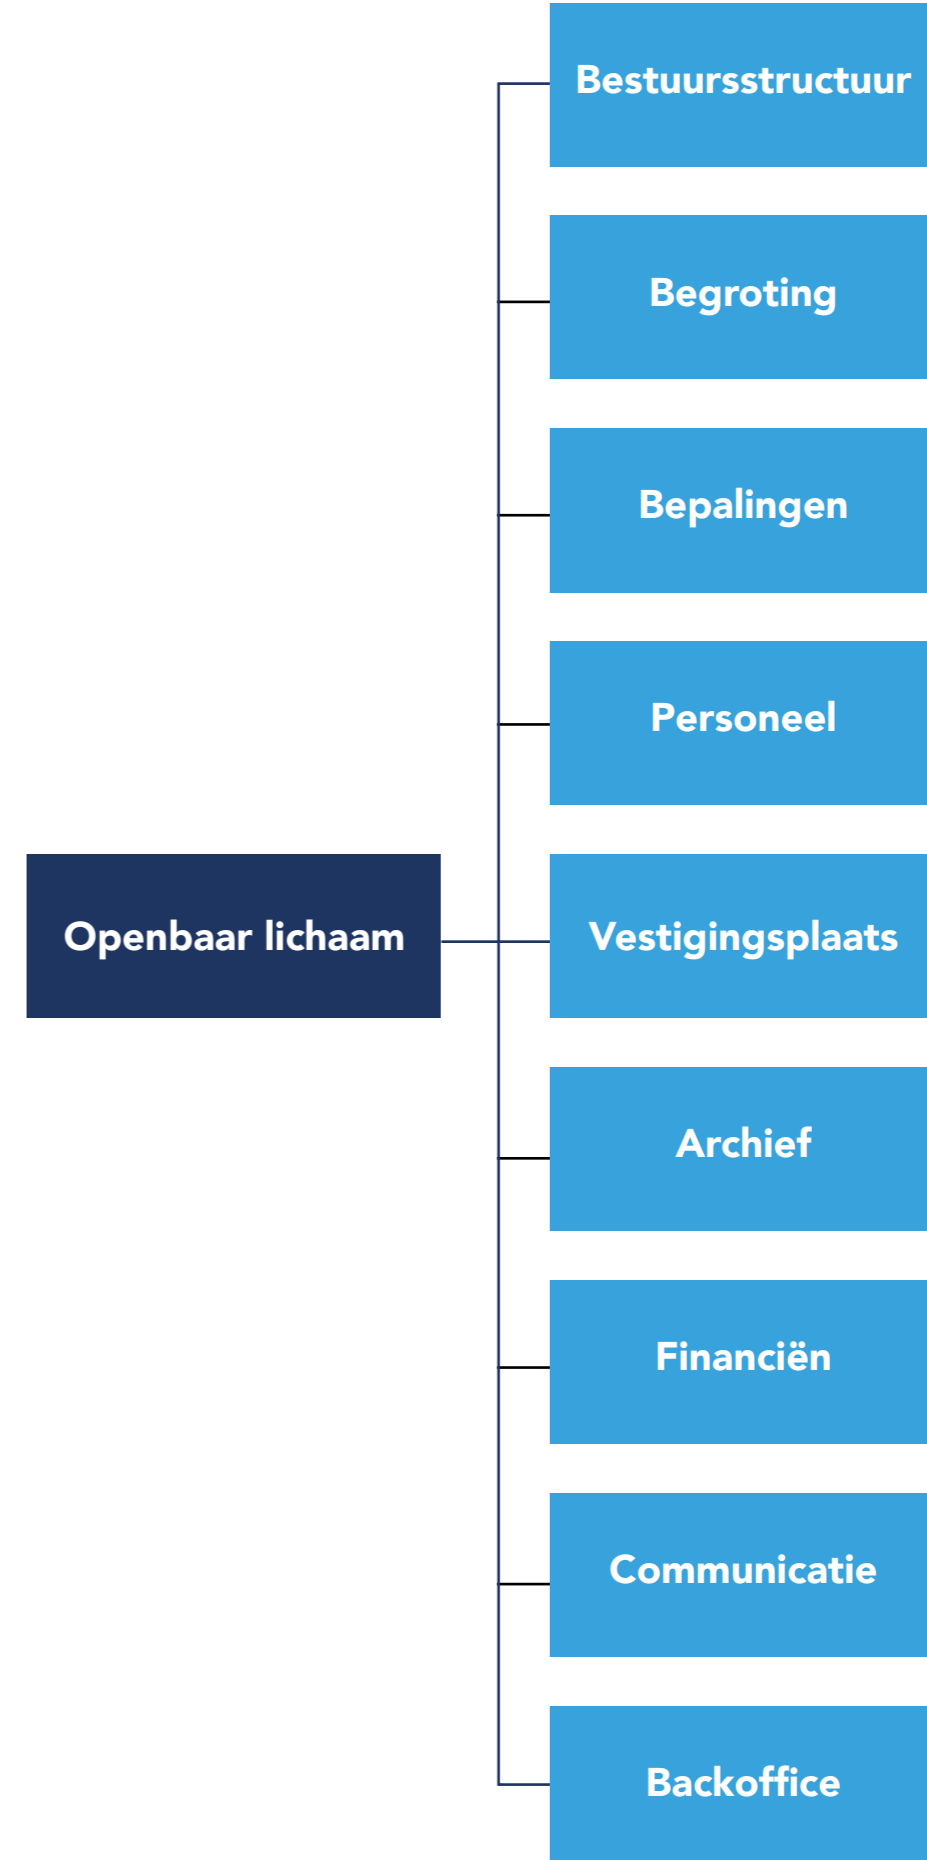 Bestuursstructuur
Begroting
Bepalingen
Personeel
Openbaar lichaam
Vestigingsplaats
Archief
Financiën
Communicatie
Backoffice